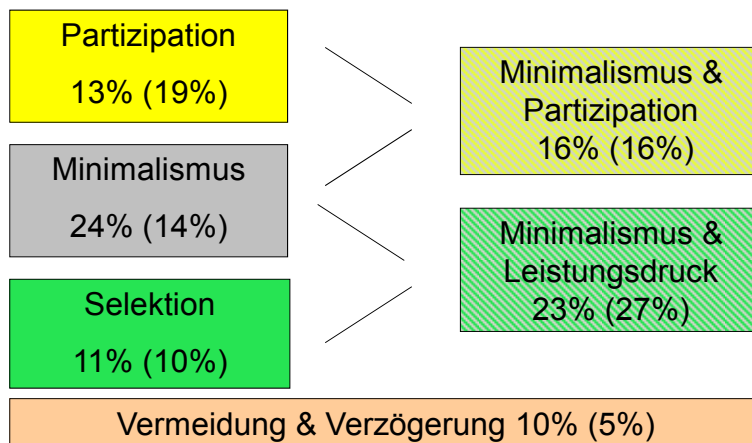 Partizipation
13% (19%)
Minimalismus
24% (14%)
Selektion
11% (10%)
Minimalismus &
Partizipation
16% (16%)
Minimalismus &
Leistungsdruck
23% (27%)
Vermeidung & Verzögerung 10% (5%)